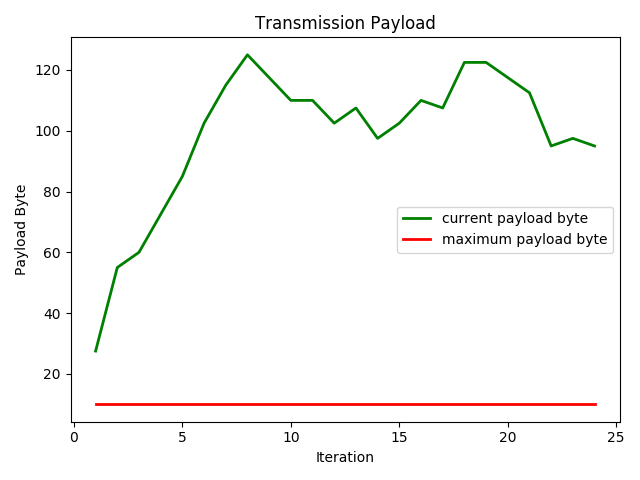 Transmission Payload
Payload Byte
120
100
80
60
40
20
current payload byte
maximum payload byte
0 5 10 15 20 25
Iteration